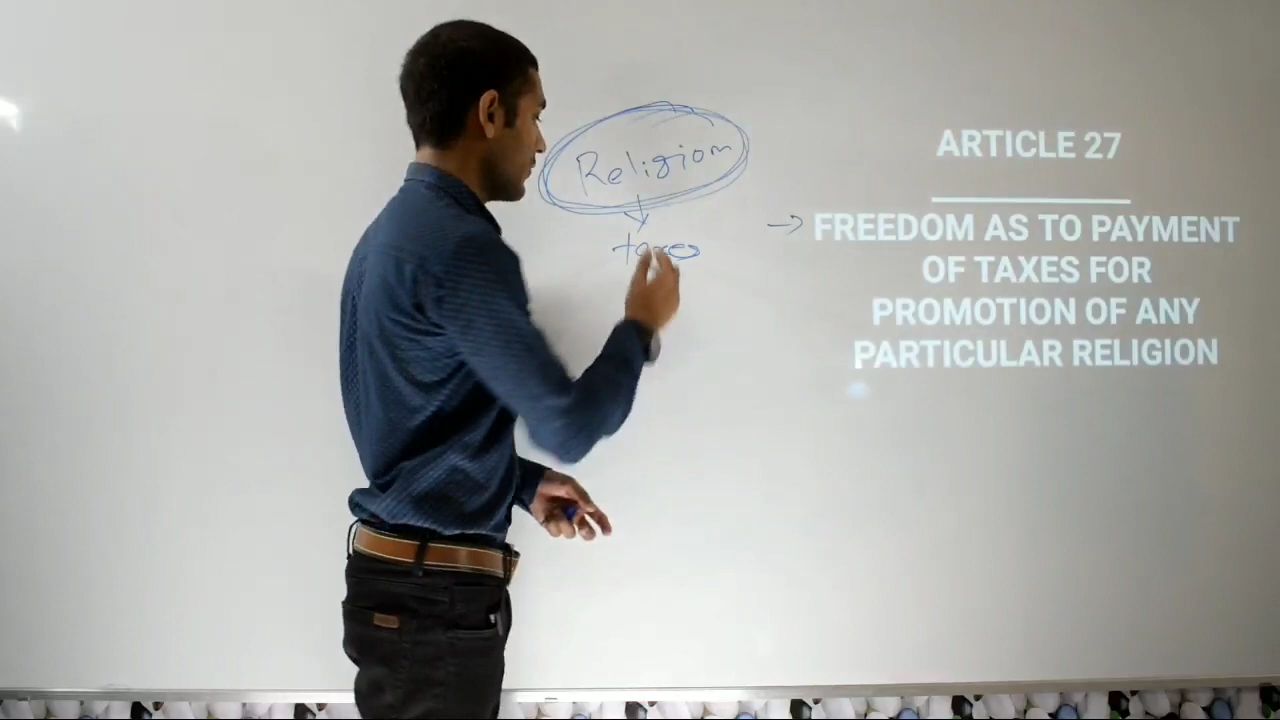 Religion
taxes
ARTICLE 27
→ FREEDOM AS TO PAYMENT
OF TAXES FOR
PROMOTION OF ANY
PARTICULAR RELIGION